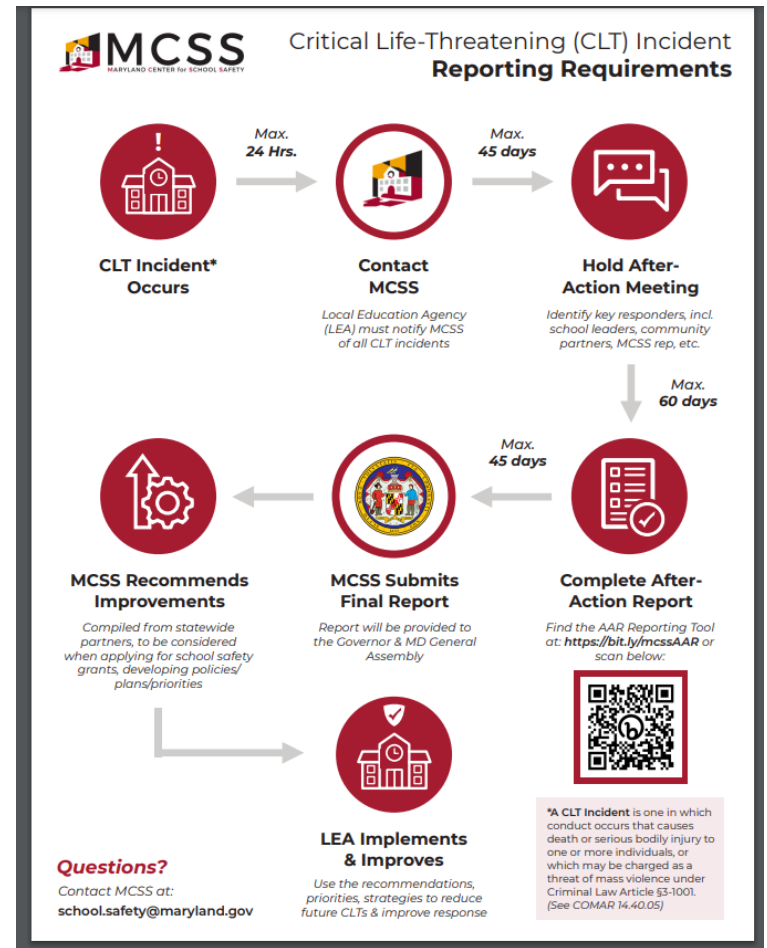 MCSS
MARYLAND CENTER for SCHOOL SAFETY
Critical Life-Threatening (CLT) Incident
Reporting Requirements
!
Max.
24 Hrs.
Max.
45 days
CLT Incident*
Occurs
Contact
MCSS
Local Education Agency
(LEA) must notify MCSS
of all CLT incidents
Hold After-
Action Meeting
Identify key responders, incl.
school leaders, community
partners, MCSS rep, etc.
Max.
60 days
Max.
45 days
Complete After-
Action Report
Find the AAR Reporting Tool
at: https://bit.ly/mcssAAR or
scan below:
MCSS Submits
Final Report
Report will be provided to
the Governor & MD General
Assembly
MCSS Recommends
Improvements
Compiled from statewide
partners, to be considered
when applying for school safety
grants, developing policies/
plans/priorities
LEA Implements
& Improves
Use the recommendations,
priorities, strategies to reduce
future CLTs & improve response
*A CLT Incident is one in which
conduct occurs that causes
death or serious bodily injury to
one or more individuals, or
which may be charged as a
threat of mass violence under
Criminal Law Article §3-1001.
(See COMAR 14.40.05)
Questions?
Contact MCSS at:
school.safety@maryland.gov